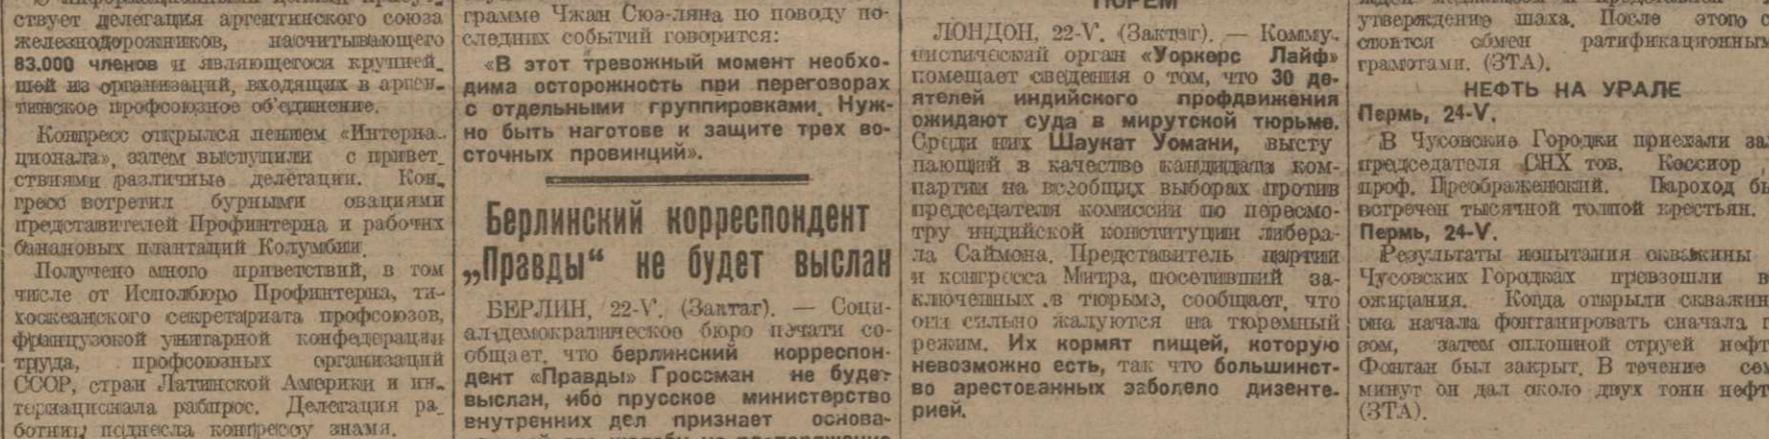 ствует делегация аргентинского союза
железнодорожников, насчитывающего
83.000 членов и являющегося крупней-
шей из организаций, входящих в арген-
тинское профсоюзное об'единение.
Конгресс открылся пением «Интерна-
ционала», затем выступили с привет-
ствиями различные делегации. Кон-
гресс встретил бурными овациями
представителей Профинтерна и рабочих
банановых плантаций Колумбии.
Получено много приветствий, в том
числе от Исполбюро Профинтерна, ти-
хоокеанского секретариата профсоюзов,
французской унитарной конфедерации
труда, профсоюзных организаций
СССР, стран Латинской Америки и ин-
тернационала рабпрос. Делегация ра-
ботниц поднесла конгрессу знамя.
грамме Чжан Сюэ-ляна по поводу по-
следних событий говорится:
«В этот тревожный момент необхо-
дима осторожность при переговорах
с отдельными группировками. Нуж-
но быть наготове к защите трех во-
сточных провинций».
Берлинский корреспондент
„Правды“ не будет выслан
БЕРЛИН, 22-V. (Зактаг). — Соци-
ал-демократическое бюро печати со-
общает, что берлинский корреспон-
дент «Правды» Гроссман не будет
выслан, ибо прусское министерство
внутренних дел признает основа-
ТЮРЕМ
ЛОНДОН, 22-V. (Зактаг). — Комму-
нистический орган «Уоркерс Лайф»
помещает сведения о том, что 30 де-
ятелей индийского профдвижения
ожидают суда в мирутской тюрьме.
Среди них Шаукат Усмани, высту
пающий в качестве кандидата ком-
партии на всеобщих выборах против
председателя комиссии по пересмо-
тру индийской конституции либера-
ла Саймона. Представитель партии
и конгресса Митра, посетивший за-
ключенных в тюрьме, сообщает, что
они сильно жалуются на тюремный
режим. Их кормят пищей, которую
невозможно есть, так что большинст-
во арестованных заболело дизенте-
рией.
утверждение шаха. После этого с
стоится обмен ратификационным
грамотами. (ЗТА).
НЕФТЬ НА УРАЛЕ
Пермь, 24-V.
В Чусовские Городки приехали за
председателя СНХ тов. Коссиор
проф. Преображенский. Пароход бы
встречен тысячной толпой крестьян.
Пермь, 24-V.
Результаты испытания скважины
Чусовских Городках превзошли в
ожидания. Когда открыли скважин
она начала фонтанировать сначала г
зом, затем сплошной струей нефт
Фонтан был закрыт. В течение сем
минут он дал около двух тонн нефт
(ЗТА).